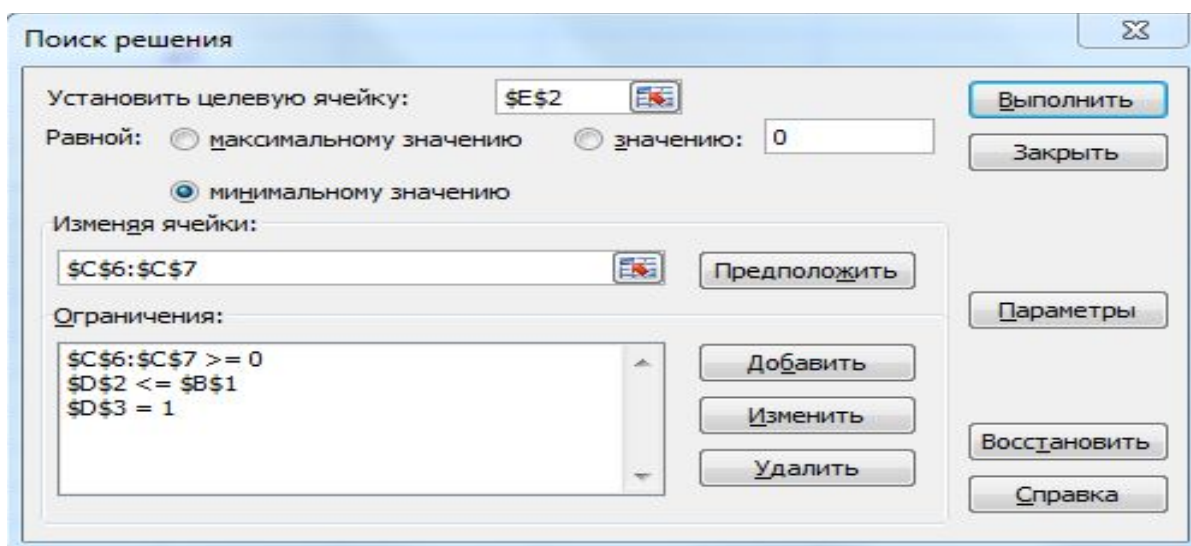 Поиск решения
Установить целевую ячейку: $E$2
Выполнить
Равной: максимальному значению значению: 0
Закрыть
минимальному значению
Изменяя ячейки:
$C$6:$C$7
Предположить
Ограничения:
Параметры
$C$6:$C$7 >= 0
$D$2 <= $B$1
$D$3 = 1
Добавить
Изменить
Удалить
Восстановить
Справка